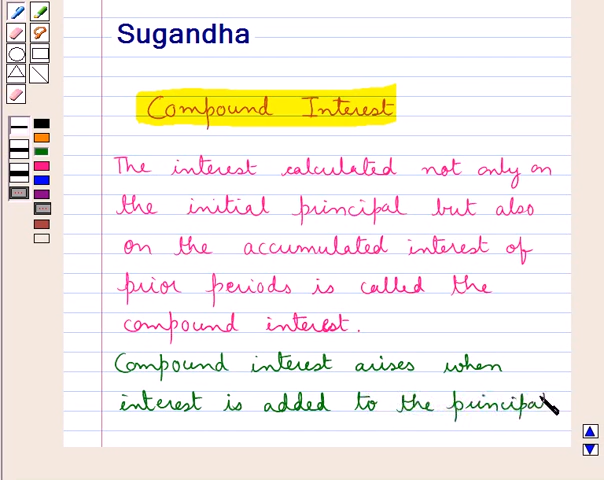 Sugandha
Compound Interest
The interest calculated not only on
the initial principal but also
on the accumulated interest of
prior periods is called the
compound interest.
Compound interest arises when
interest is added to the principal